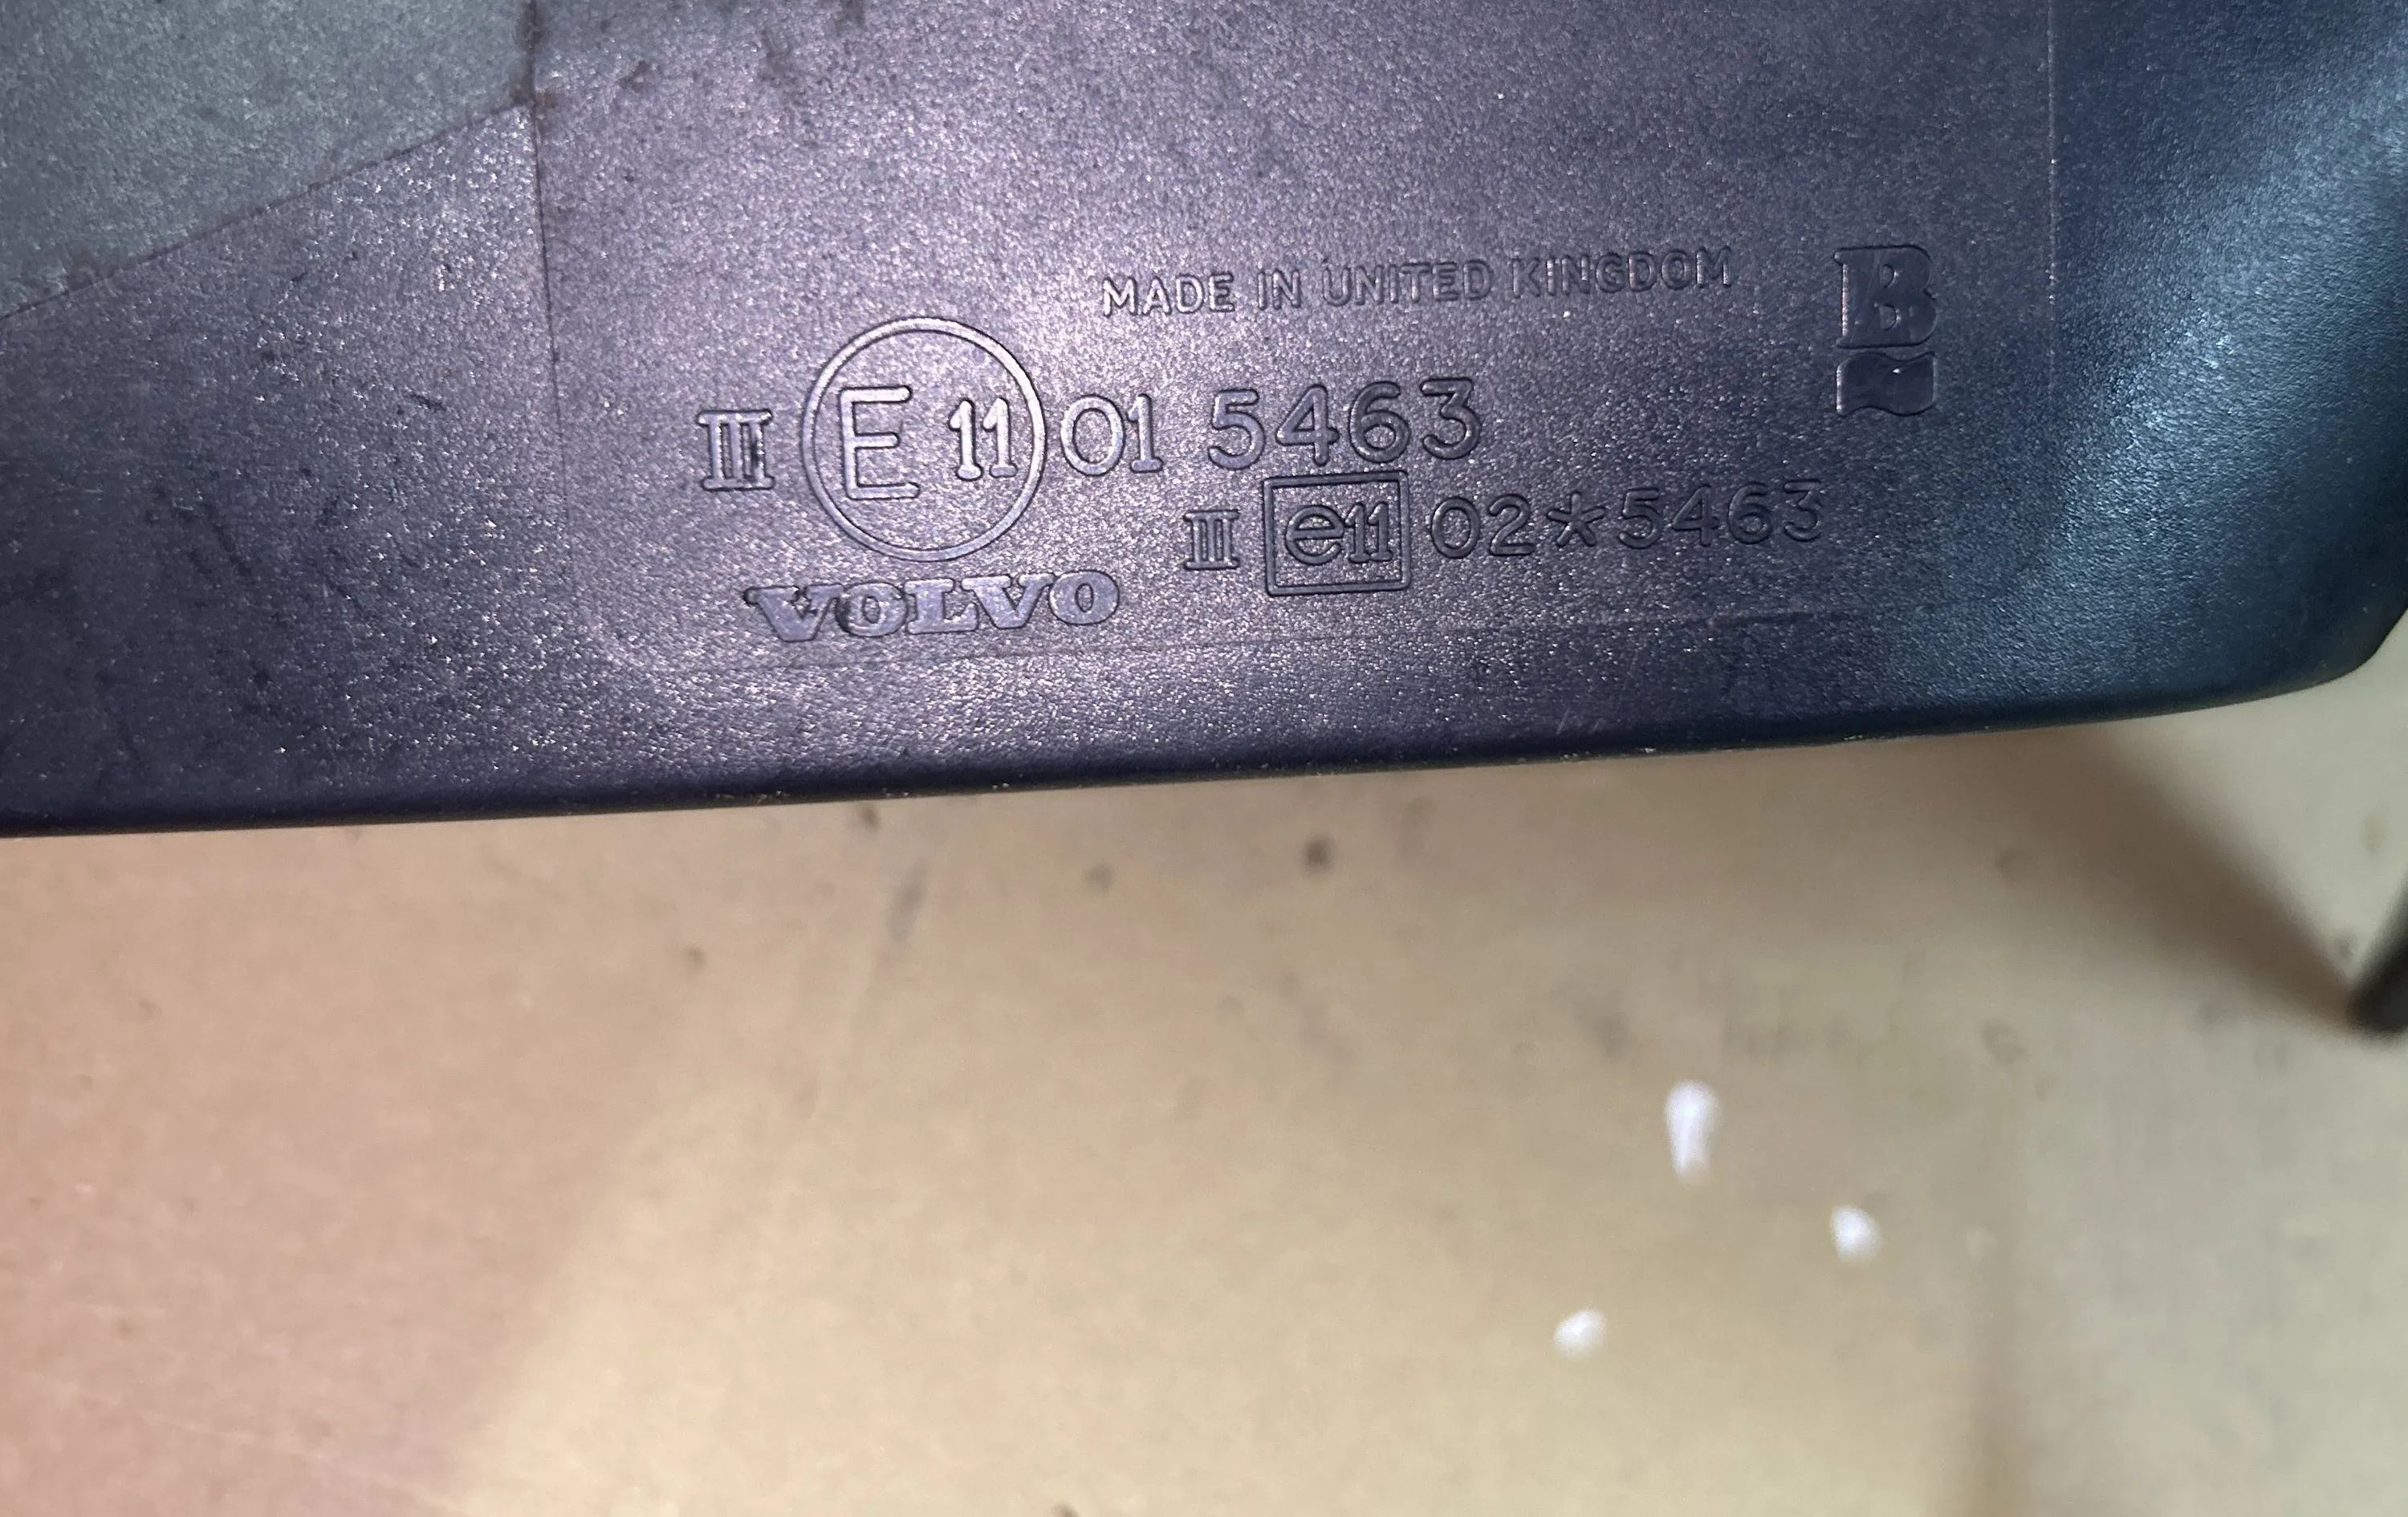 MADE IN UNITED KINGDOM
B
III E 11 01 5463
III e11 02*5463
VOLVO